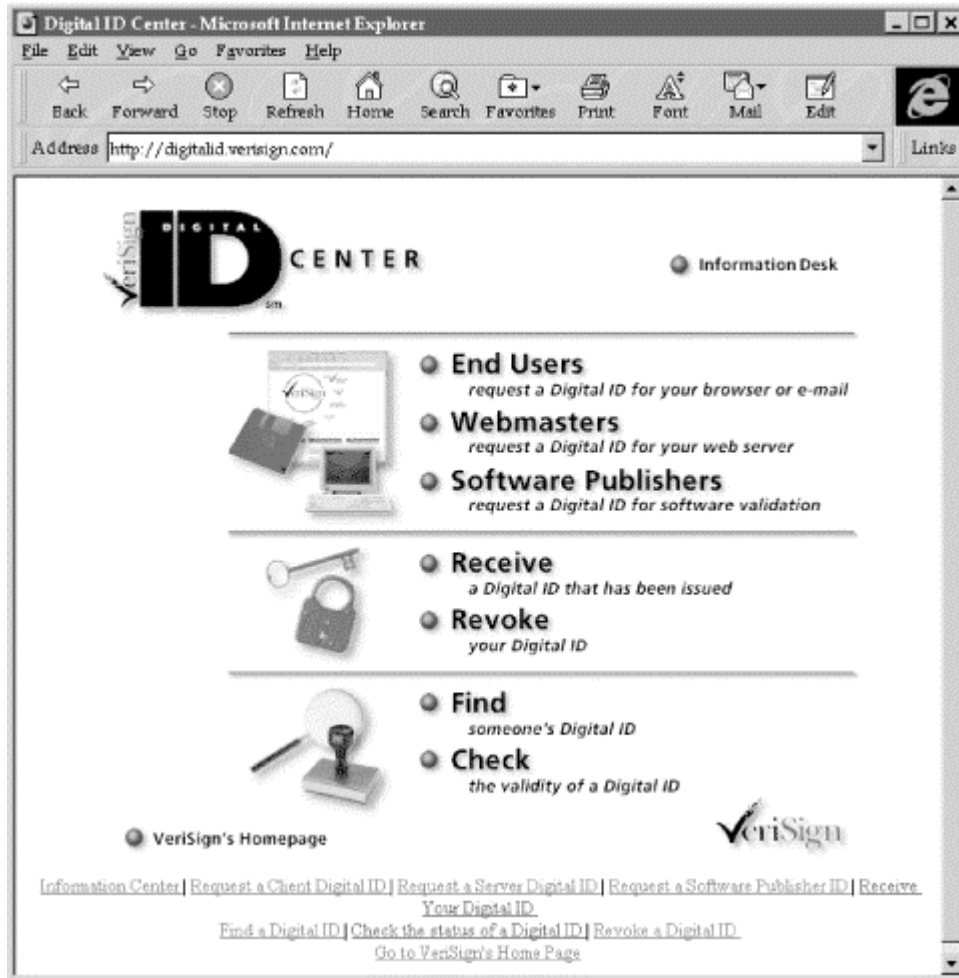 Digital ID Center - Microsoft Internet Explorer
File Edit View Go Favorites Help
Back Forward Stop Refresh Home Search Favorites Print Font Mail Edit
Address http://digitalid.verisign.com/ Links
VeriSign DIGITAL ID CENTER sm
Information Desk
End Users
request a Digital ID for your browser or e-mail
Webmasters
request a Digital ID for your web server
Software Publishers
request a Digital ID for software validation
VeriSign
Receive
a Digital ID that has been issued
Revoke
your Digital ID
Find
someone's Digital ID
Check
the validity of a Digital ID
VeriSign's Homepage
VeriSign
Information Center | Request a Client Digital ID | Request a Server Digital ID | Request a Software Publisher ID | Receive
Your Digital ID
Find a Digital ID | Check the status of a Digital ID | Revoke a Digital ID
Go to VeriSign's Home Page